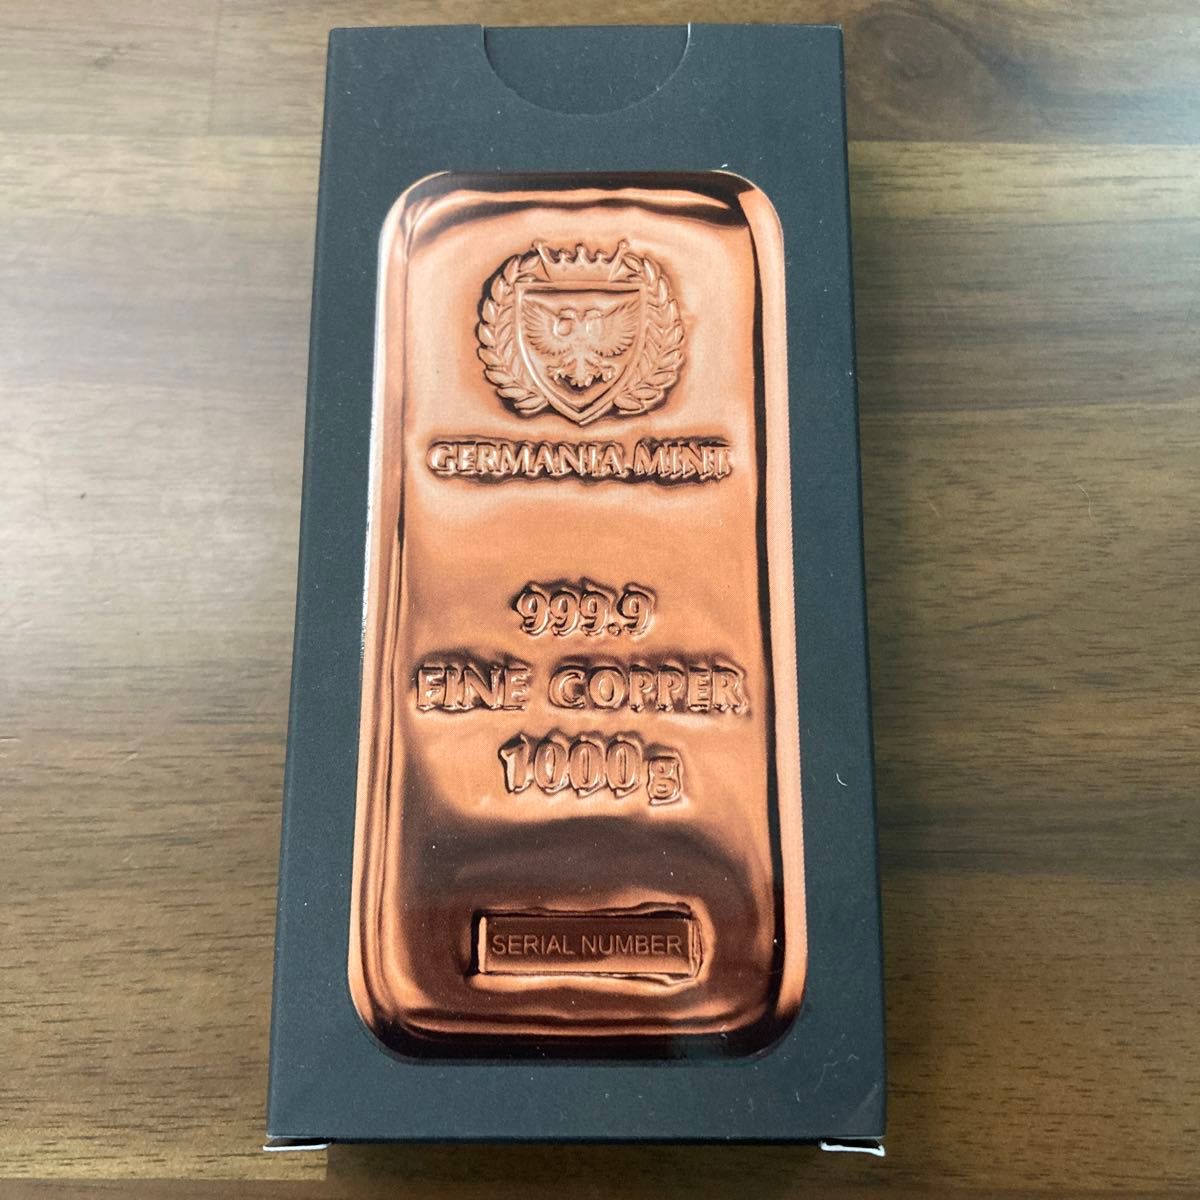 GERMANIA MINT
999.9
FINE COPPER
1000g
SERIAL NUMBER